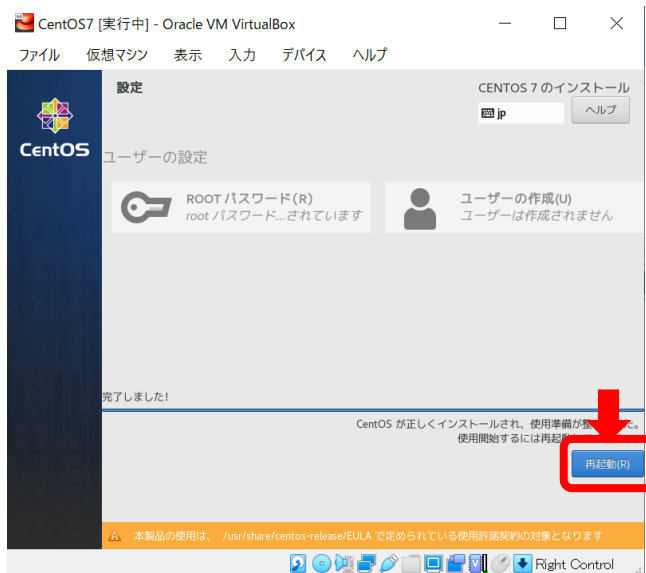 CentOS7 [実行中] - Oracle VM VirtualBox
ファイル 仮想マシン 表示 入力 デバイス ヘルプ
設定
CENTOS 7 のインストール
jp
ヘルプ
CentOS
ユーザーの設定
ROOT パスワード(R)
root パスワード...されています
ユーザーの作成(U)
ユーザーは作成されません
完了しました!
CentOS が正しくインストールされ、使用準備が
使用開始するには再起
再起動(R)
本製品の使用は、 /usr/share/centos-release/EULA で定められている使用許諾契約の対象となります
Right Control